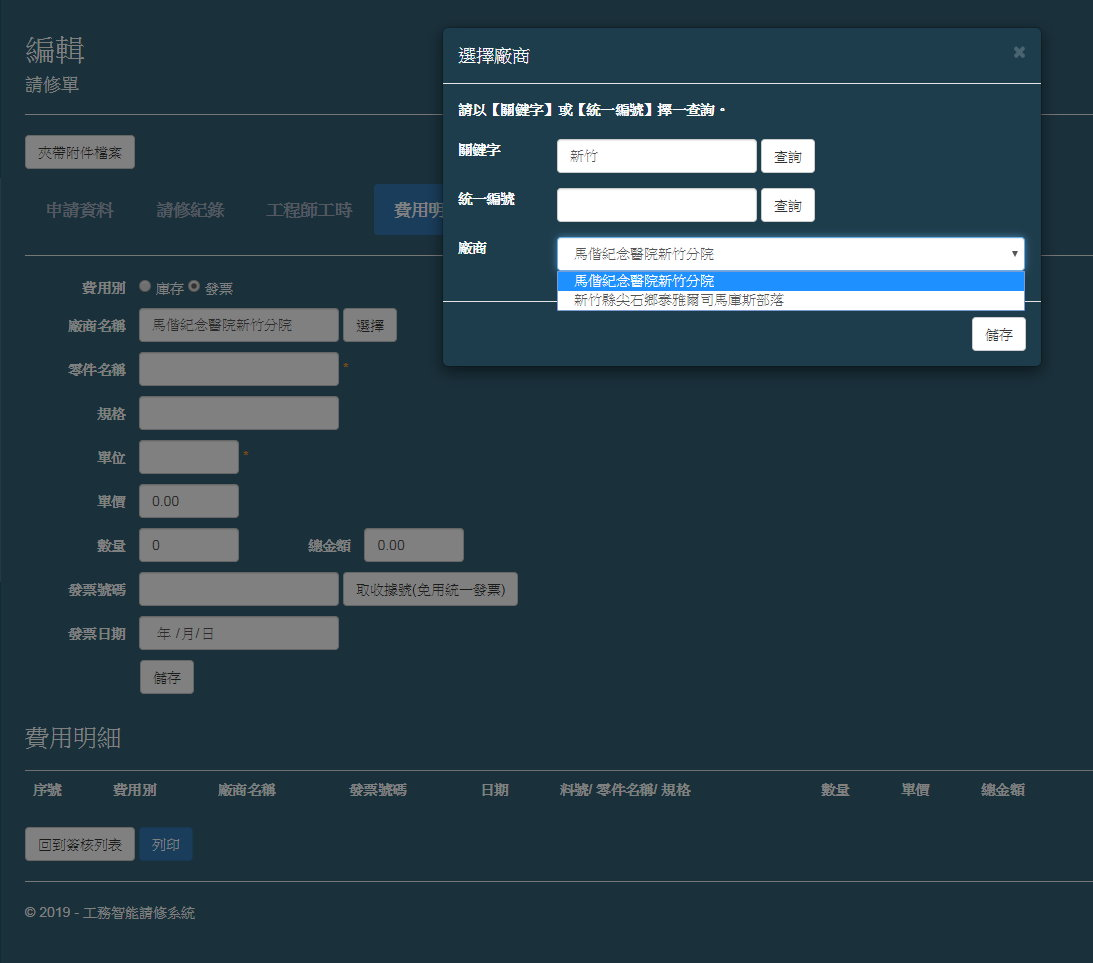 編輯
請修單
夾帶附件檔案
申請資料 請修紀錄 工程師工時 費用明
選擇廠商 ×
請以【關鍵字】或【統一編號】擇一查詢。
關鍵字 新竹 查詢
統一編號 查詢
廠商 馬偕紀念醫院新竹分院
馬偕紀念醫院新竹分院
新竹縣尖石鄉泰雅爾司馬庫斯部落
儲存
費用別 庫存 發票
廠商名稱 馬偕紀念醫院新竹分院 選擇
零件名稱 *
規格
單位 *
單價 0.00
數量 0 總金額 0.00
發票號碼 取收據號(免用統一發票)
發票日期 年 /月/日
儲存
費用明細
序號 費用別 廠商名稱 發票號碼 日期 料號/ 零件名稱/ 規格 數量 單價 總金額
回到簽核列表 列印
© 2019 - 工務智能請修系統